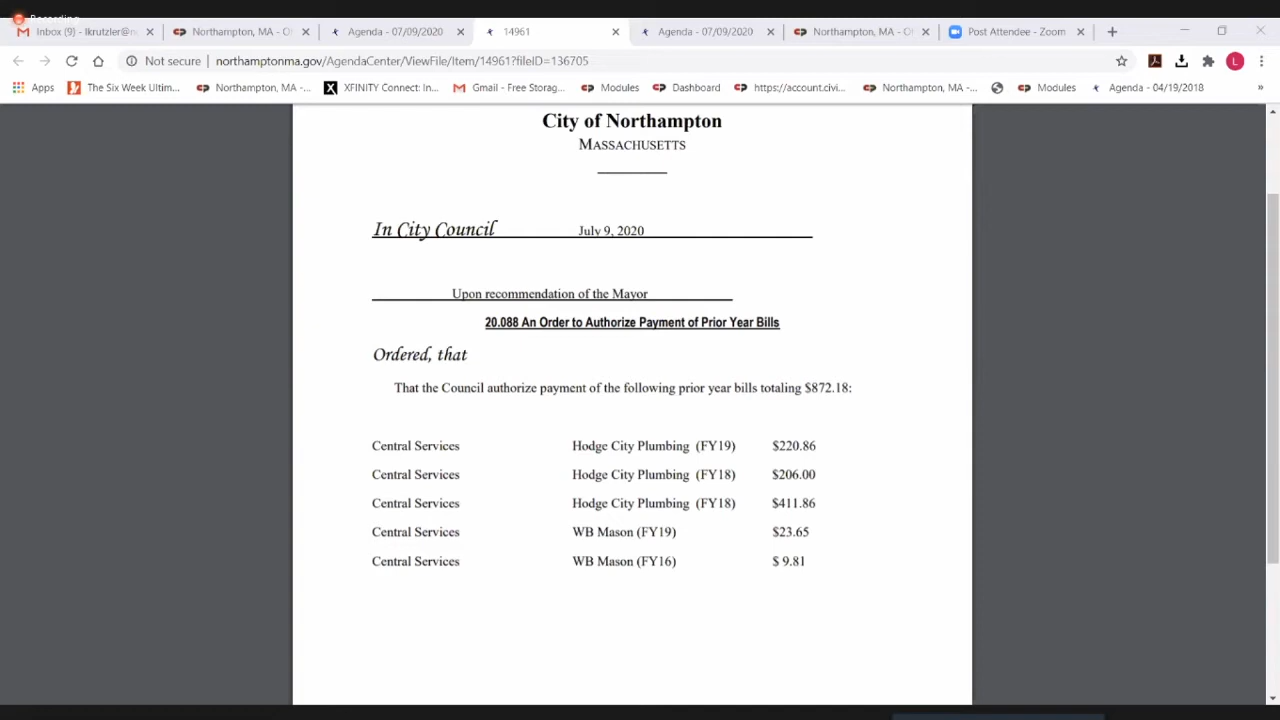 Recording
Inbox (9) - lkrutzler@n
Northampton, MA - O
Agenda - 07/09/2020
14961
Agenda - 07/09/2020
Northampton, MA - O
Post Attendee - Zoom
Not secure
northamptonma.gov/AgendaCenter/ViewFile/Item/14961?fileID=136705
L
Apps
The Six Week Ultim...
Northampton, MA -...
XFINITY Connect: In...
Gmail - Free Storag...
Modules
Dashboard
https://account.civi...
Northampton, MA -...
Modules
Agenda - 04/19/2018
»
City of Northampton
MASSACHUSETTS
In City Council July 9, 2020
Upon recommendation of the Mayor
20.088 An Order to Authorize Payment of Prior Year Bills
Ordered, that
That the Council authorize payment of the following prior year bills totaling $872.18:
Central Services Hodge City Plumbing (FY19) $220.86
Central Services Hodge City Plumbing (FY18) $206.00
Central Services Hodge City Plumbing (FY18) $411.86
Central Services WB Mason (FY19) $23.65
Central Services WB Mason (FY16) $ 9.81